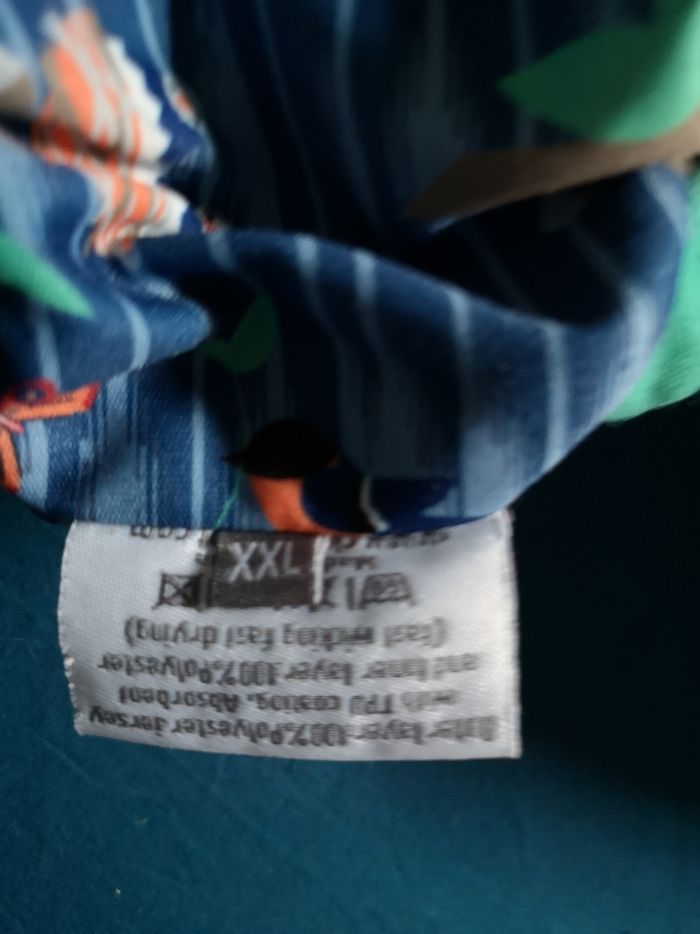 XXL
Outer layer-100%Polyester Jersey
with TPU coating, Absorbent
and inner layer 100%Polyester
(fast wicking fast drying)